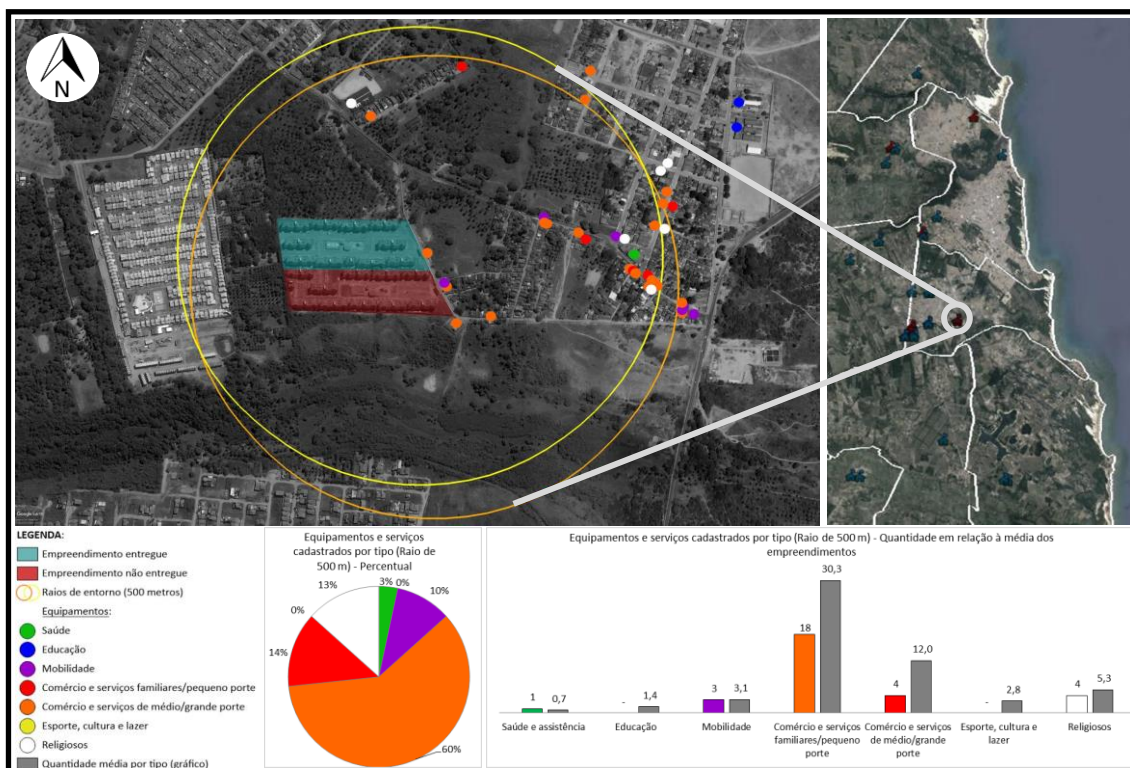 N
Google Earth
LEGENDA:
Empreendimento entregue
Empreendimento não entregue
Raios de entorno (500 metros)
Equipamentos:
Saúde
Educação
Mobilidade
Comércio e serviços familiares/pequeno porte
Comércio e serviços de médio/grande porte
Esporte, cultura e lazer
Religiosos
Quantidade média por tipo (gráfico)
Equipamentos e serviços
cadastrados por tipo (Raio de
500 m) - Percentual
3%
0%
10%
60%
14%
0%
13%
Equipamentos e serviços cadastrados por tipo (Raio de 500 m) - Quantidade em relação à média dos
empreendimentos
1 0,7
- 1,4
3 3,1
18 30,3
4 12,0
- 2,8
4 5,3
Saúde e assistência
Educação
Mobilidade
Comércio e serviços
familiares/pequeno
porte
Comércio e serviços
de médio/grande
porte
Esporte, cultura e
lazer
Religiosos